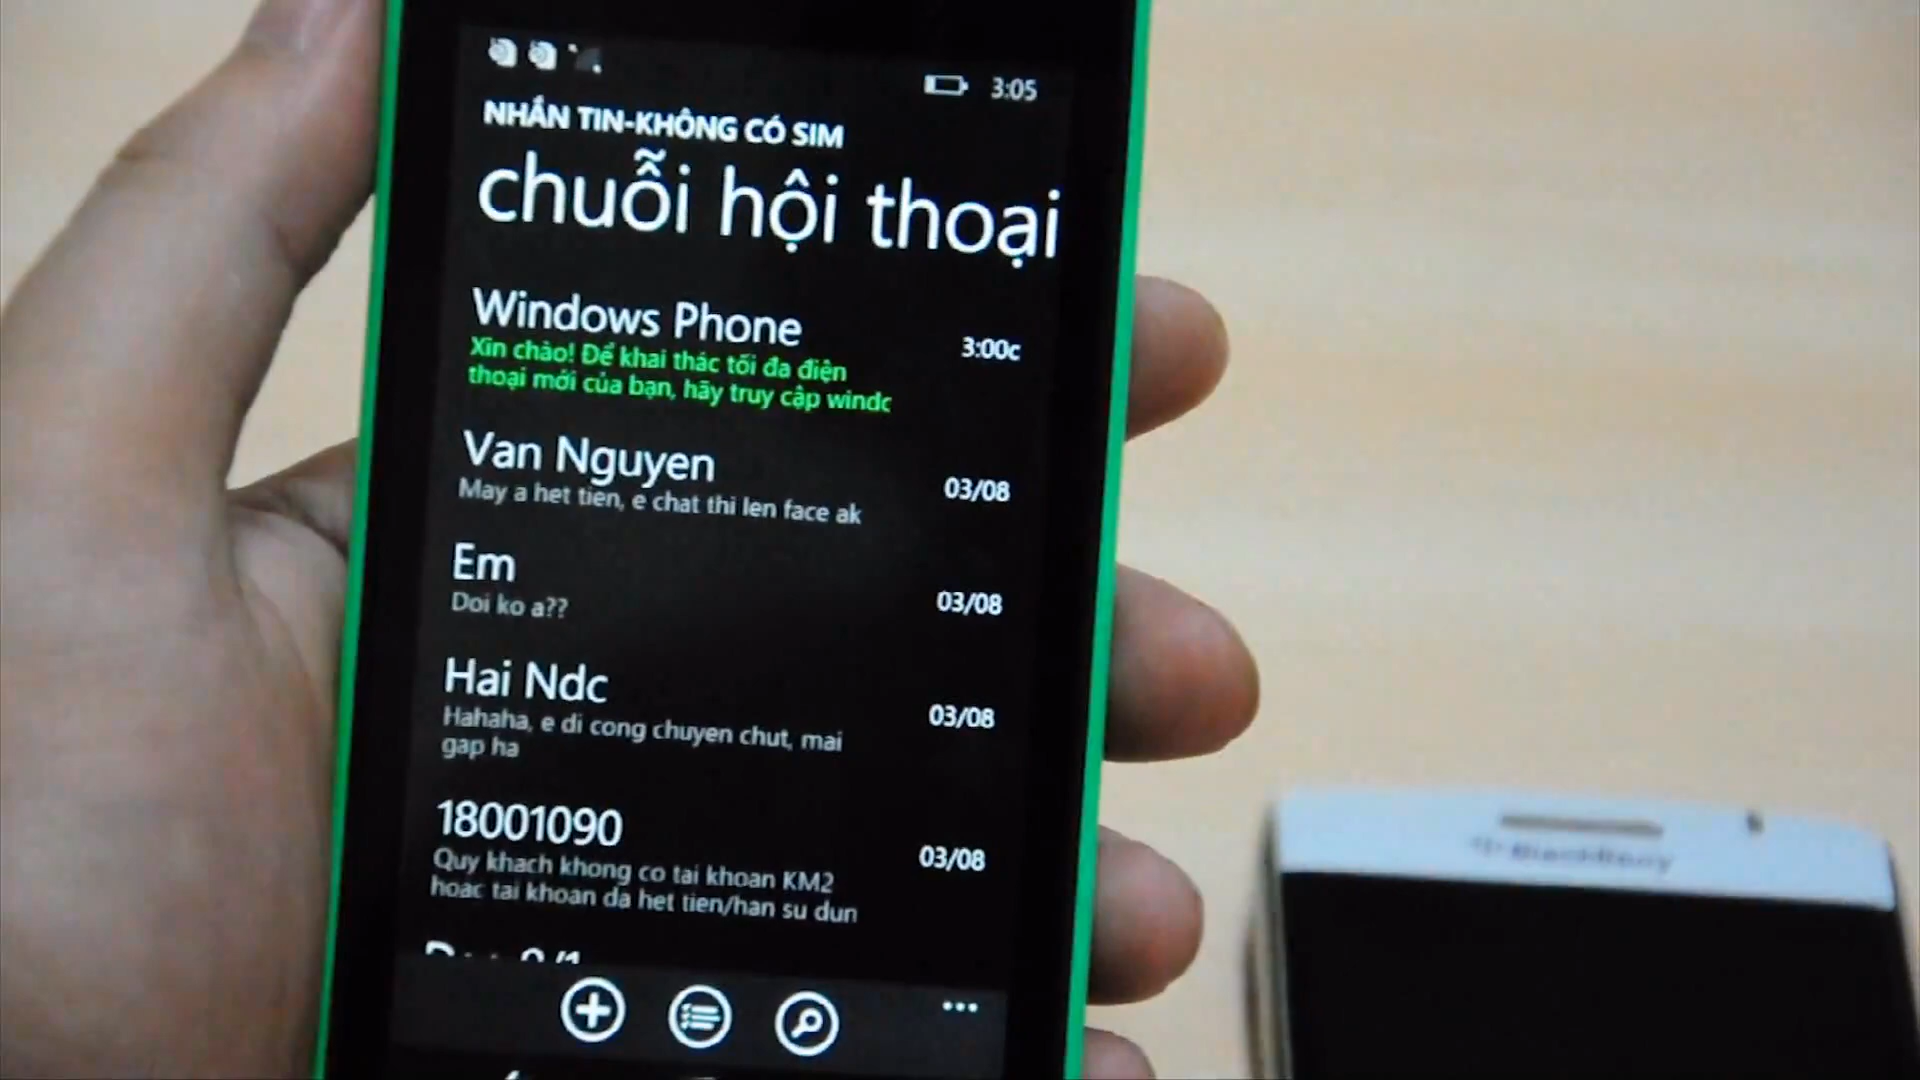 3:05
NHẮN TIN-KHÔNG CÓ SIM
chuỗi hội thoại
Windows Phone
3:00c
Xin chào! Để khai thác tối đa điện
thoại mới của bạn, hãy truy cập windc
Van Nguyen
03/08
May a het tien, e chat thi len face ak
Em
03/08
Doi ko a??
Hai Ndc
03/08
Hahaha, e di cong chuyen chut, mai
gap ha
18001090
03/08
Quy khach khong co tai khoan KM2
hoac tai khoan da het tien/han su dun
BlackBerry